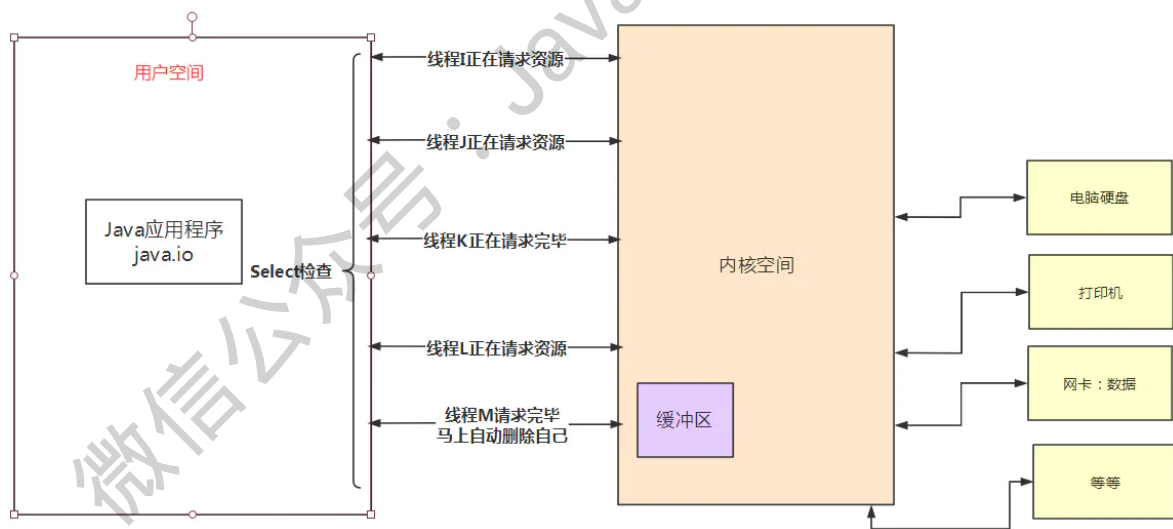 用户空间
线程I正在请求资源
线程J正在请求资源
Java应用程序
java.io
Select检查
线程K正在请求完毕
线程L正在请求资源
线程M请求完毕
马上自动删除自己
内核空间
缓冲区
电脑硬盘
打印机
网卡：数据
等等
微信公众号：Java